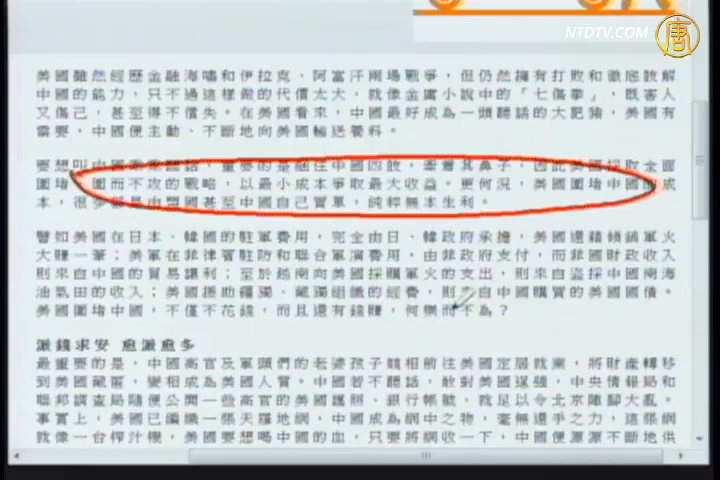 NTDTV.COM
唐
美國雖然經歷金融海嘯和伊拉克、阿富汗兩場戰爭，但仍然擁有打敗和徹底肢解
中國的能力，只不過這樣做的代價太大，就像金庸小說中的「七傷拳」，既害人
又傷己，甚至得不償失。在美國看來，中國最好成為一頭聽話的大肥豬，美國有
需要，中國便主動、不斷地向美國輸送養料。
要想叫中國乖乖聽話，重要的是細住中國四肢，牽着其鼻子，因此美國採取全面
圍堵、圍而不攻的戰略，以最小成本爭取最大收益。更何況，美國圍堵中國的成
本，很多都是由盟國甚至中國自己買單，純粹無本生利。
譬如美國在日本、韓國的駐軍費用，完全由日、韓政府承擔，美國還藉傾銷軍火
大賺一筆；美軍在菲律賓駐防和聯合軍演費用，由菲政府支付，而菲國財政收入
則來自中國的貿易讓利；至於越南向美國採購軍火的支出，則來自盜採中國南海
油氣田的收入；美國援助疆獨、藏獨組織的經費，則自中國購買的美國國債。
美國圍堵中國，不僅不花錢，而且還有錢賺，何樂而不為？
派錢求安 愈派愈多
最重要的是，中國高官及軍頭們的老婆孩子競相前往美國定居就業，將財產轉移
到美國藏匿，變相成為美國人質。中國若不聽話，敢對美國逞強，中央情報局和
聯邦調查局隨便公開一些高官的美國護照、銀行帳號，就足以令北京陣腳大亂。
事實上，美國已編織一張天羅地網，中國成為網中之物，毫無還手之力，這張網
就像一台榨汁機，美國要想喝中國的血，只要將網收一下，中國便源源不斷地供